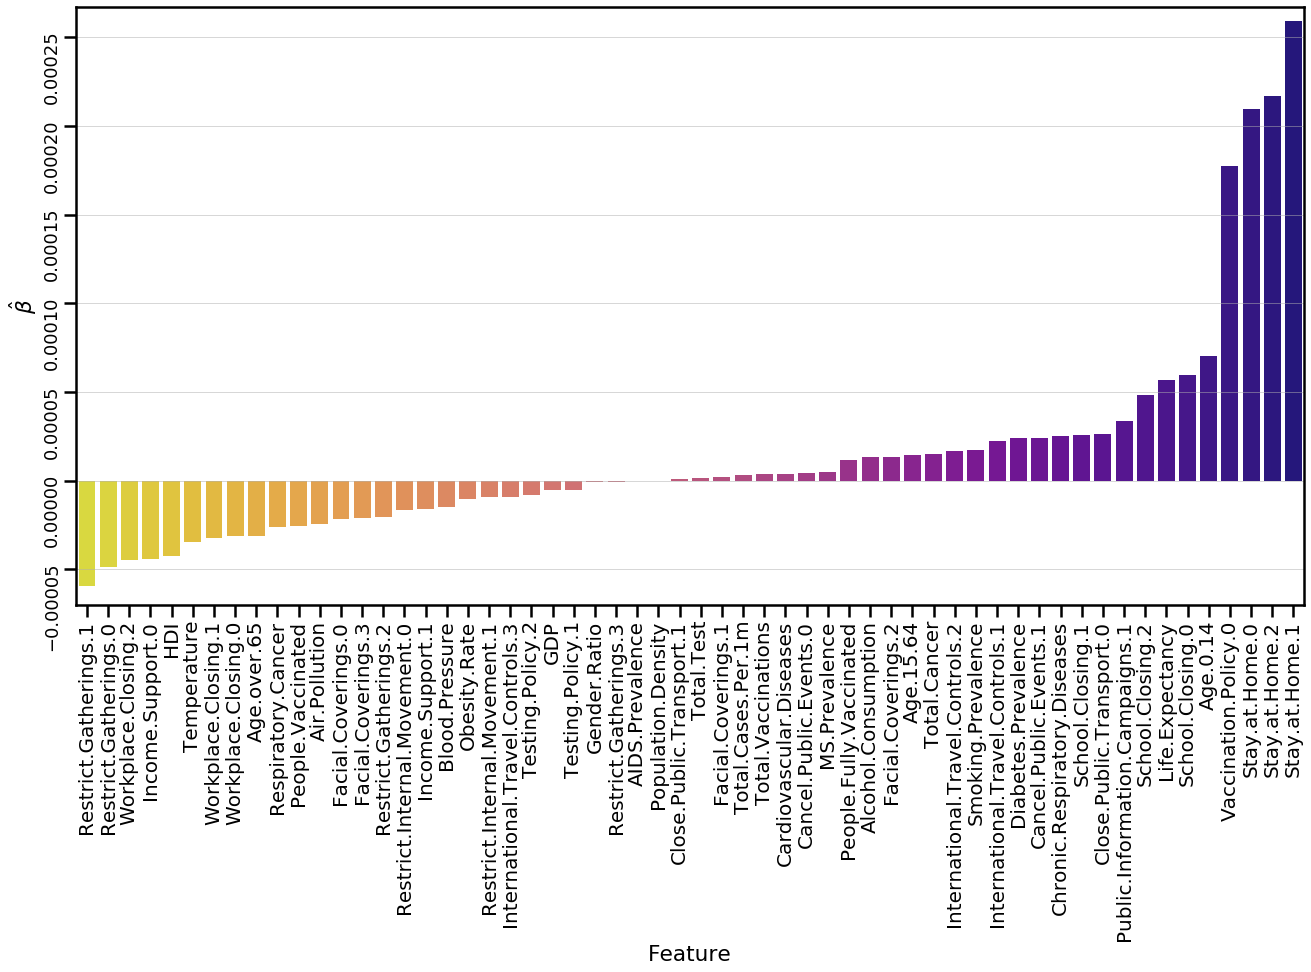 0.00025
0.00020
0.00015
0.00010
0.00005
0.00000
−0.00005
β̂
Restrict.Gatherings.1
Restrict.Gatherings.0
Workplace.Closing.2
Income.Support.0
HDI
Temperature
Workplace.Closing.1
Workplace.Closing.0
Age.over.65
Respiratory.Cancer
People.Vaccinated
Air.Pollution
Facial.Coverings.0
Facial.Coverings.3
Restrict.Gatherings.2
Restrict.Internal.Movement.0
Income.Support.1
Blood.Pressure
Obesity.Rate
Restrict.Internal.Movement.1
International.Travel.Controls.3
Testing.Policy.2
GDP
Testing.Policy.1
Gender.Ratio
Restrict.Gatherings.3
AIDS.Prevalence
Population.Density
Close.Public.Transport.1
Total.Test
Facial.Coverings.1
Total.Cases.Per.1m
Total.Vaccinations
Cardiovascular.Diseases
Cancel.Public.Events.0
MS.Prevalence
People.Fully.Vaccinated
Alcohol.Consumption
Facial.Coverings.2
Age.15.64
Total.Cancer
International.Travel.Controls.2
Smoking.Prevalence
International.Travel.Controls.1
Diabetes.Prevalence
Cancel.Public.Events.1
Chronic.Respiratory.Diseases
School.Closing.1
Close.Public.Transport.0
Public.Information.Campaigns.1
School.Closing.2
Life.Expectancy
School.Closing.0
Age.0.14
Vaccination.Policy.0
Stay.at.Home.0
Stay.at.Home.2
Stay.at.Home.1
Feature